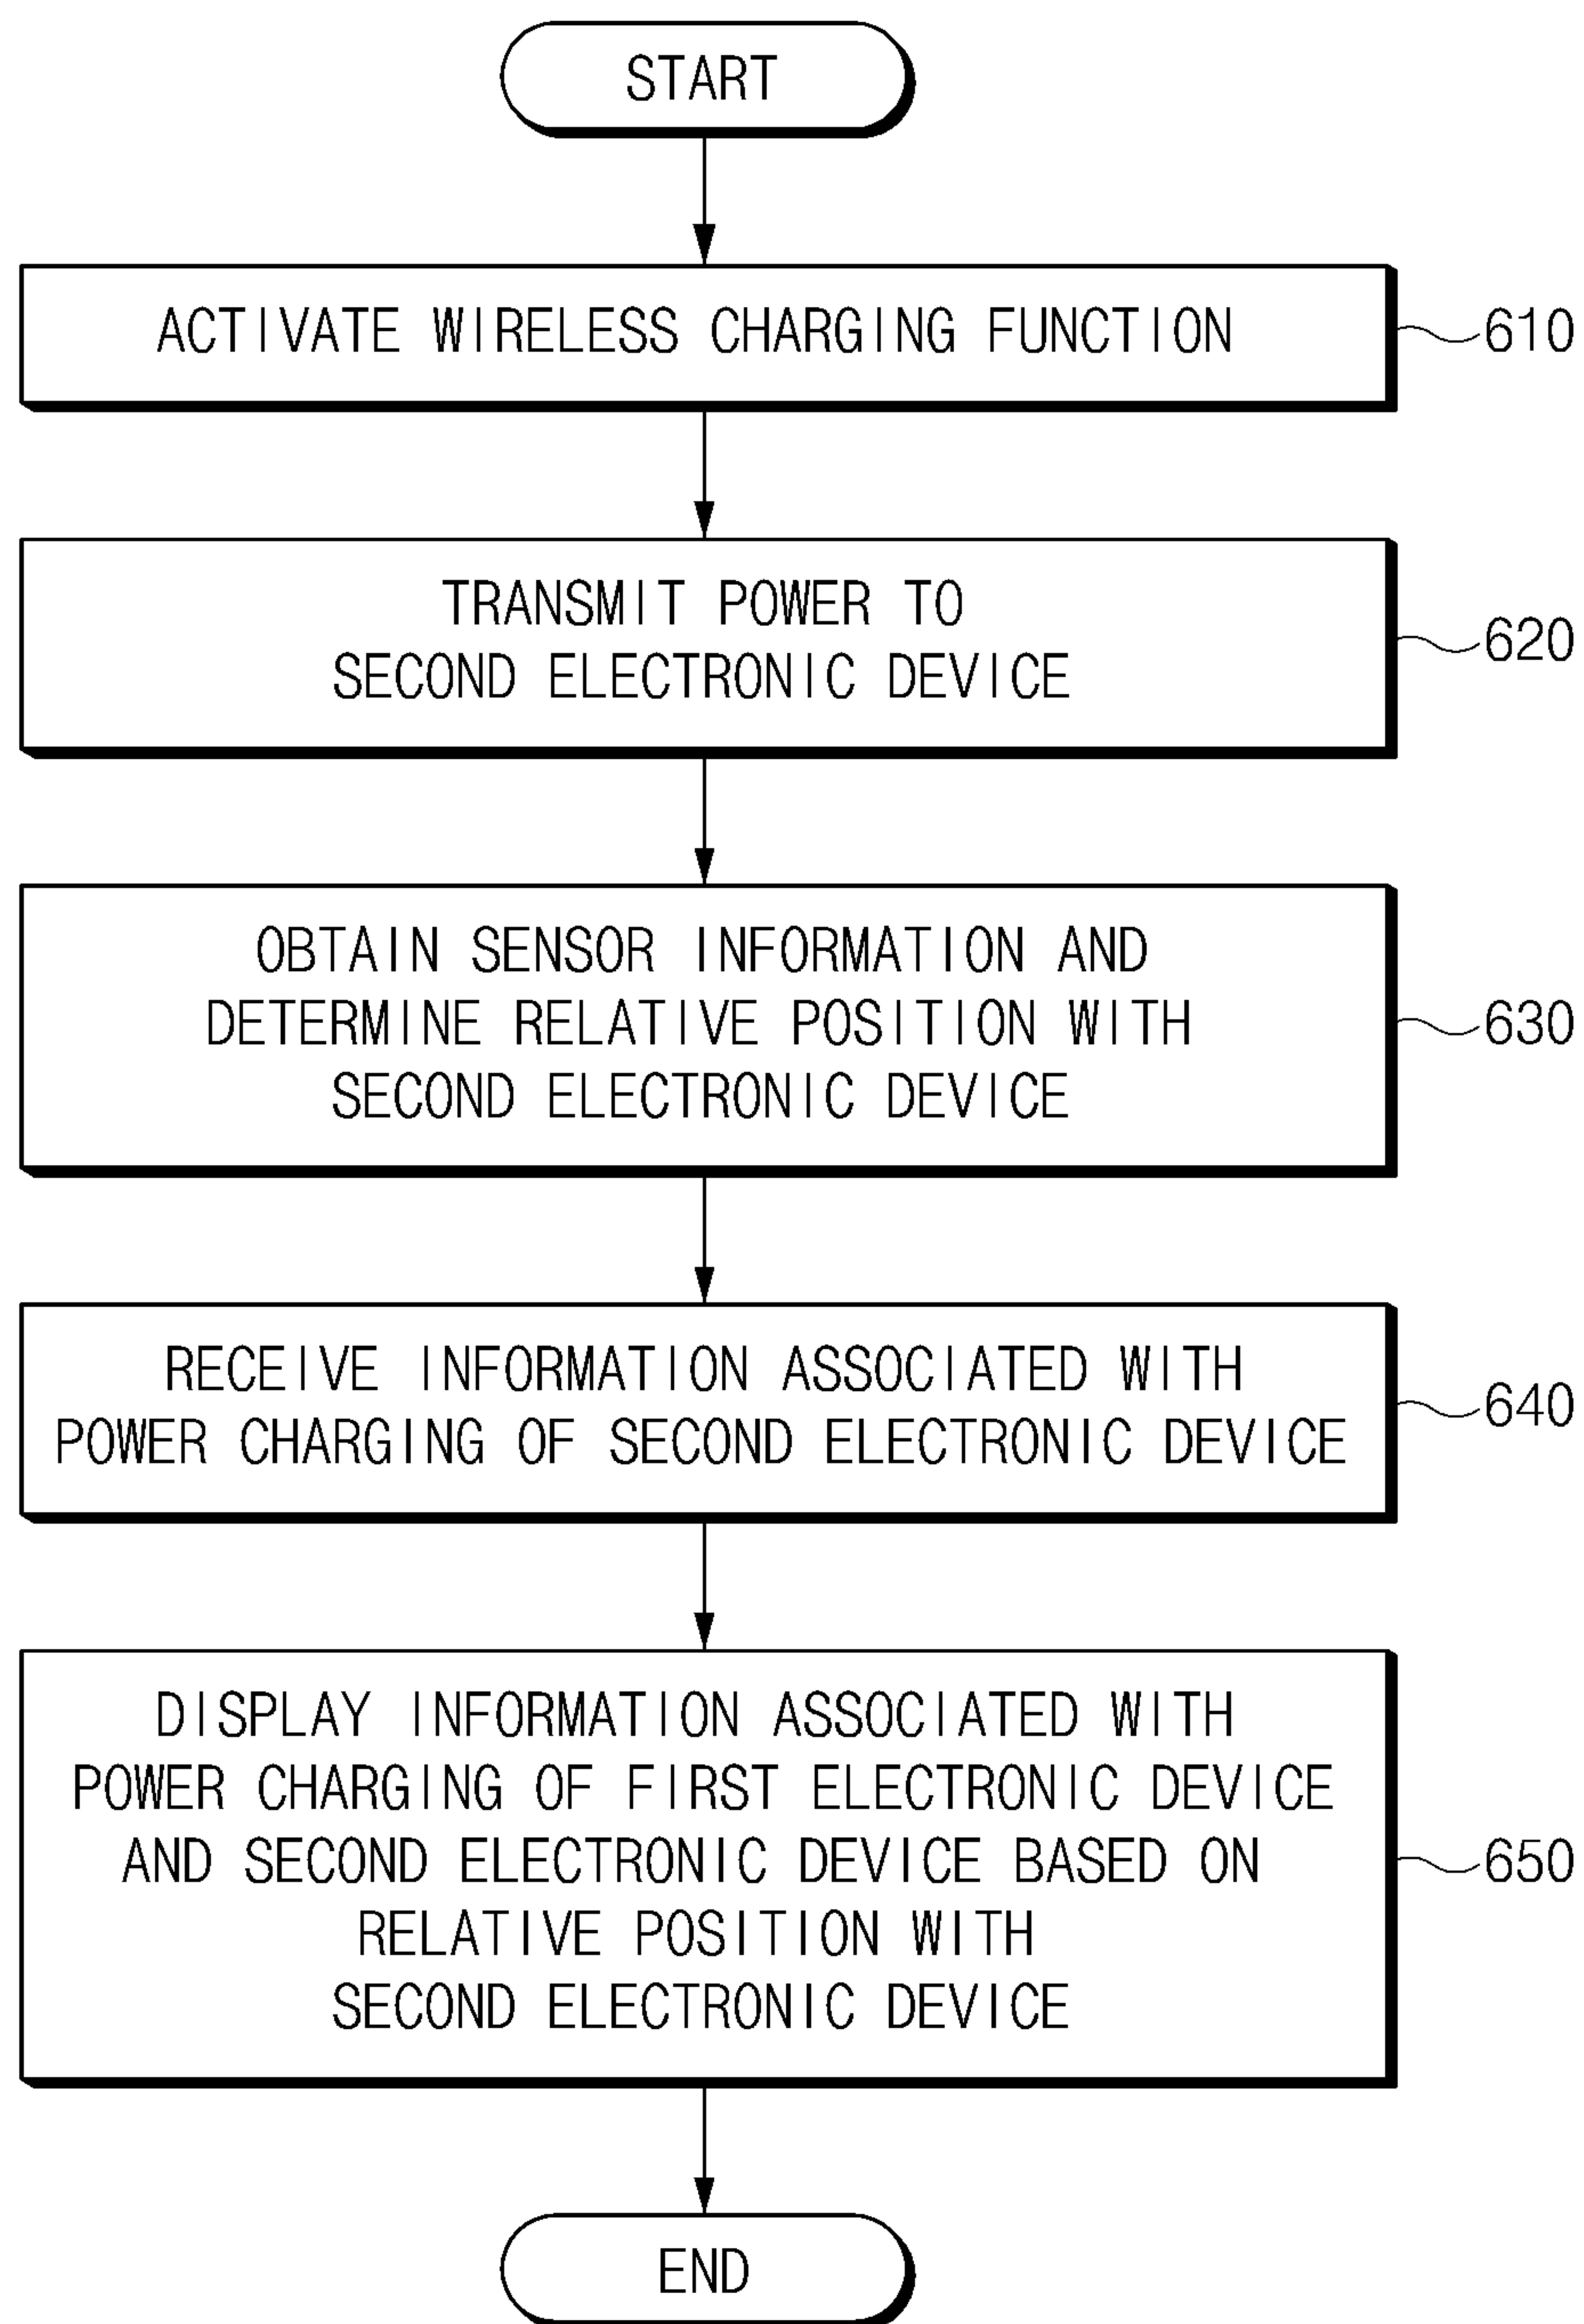 START
ACTIVATE WIRELESS CHARGING FUNCTION
610
TRANSMIT POWER TO
SECOND ELECTRONIC DEVICE
620
OBTAIN SENSOR INFORMATION AND
DETERMINE RELATIVE POSITION WITH
SECOND ELECTRONIC DEVICE
630
RECEIVE INFORMATION ASSOCIATED WITH
POWER CHARGING OF SECOND ELECTRONIC DEVICE
640
DISPLAY INFORMATION ASSOCIATED WITH
POWER CHARGING OF FIRST ELECTRONIC DEVICE
AND SECOND ELECTRONIC DEVICE BASED ON
RELATIVE POSITION WITH
SECOND ELECTRONIC DEVICE
650
END